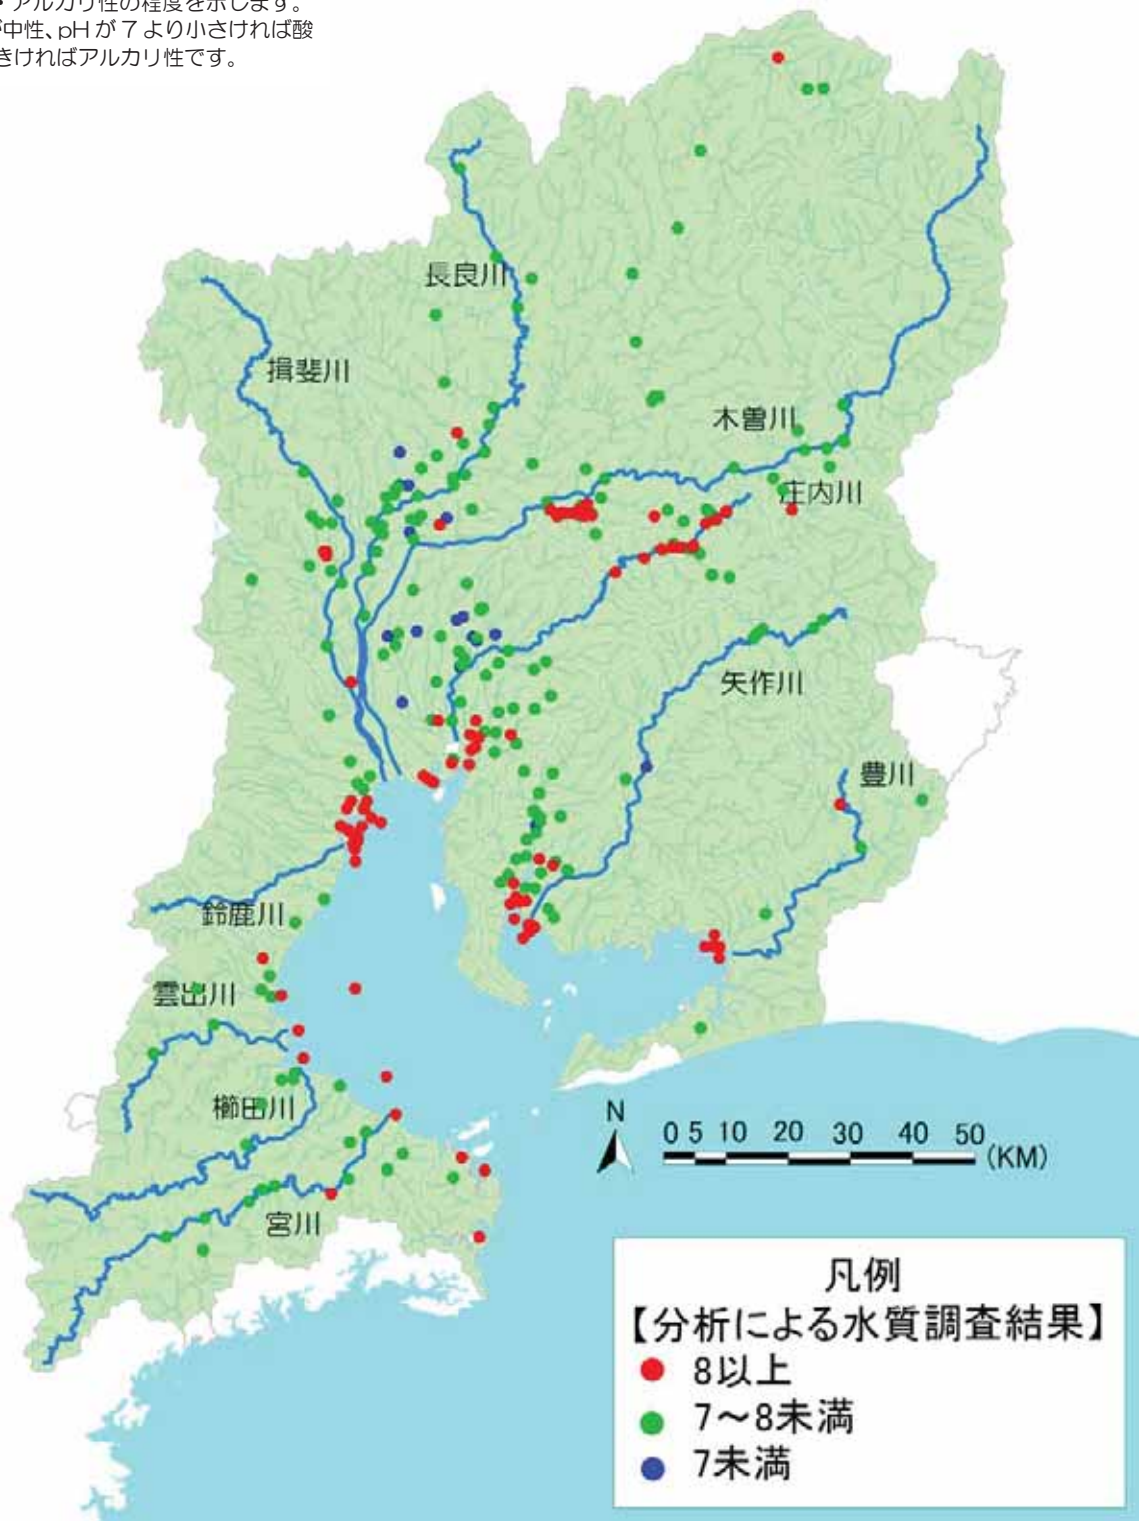 ・アルカリ性の程度を示します。
中性、pHが7より小さければ酸
きければアルカリ性です。
長良川
揖斐川
木曽川
庄内川
矢作川
豊川
鈴鹿川
雲出川
櫛田川
宮川
N
0 5 10 20 30 40 50
(KM)
凡例
【分析による水質調査結果】
8以上
7～8未満
7未満